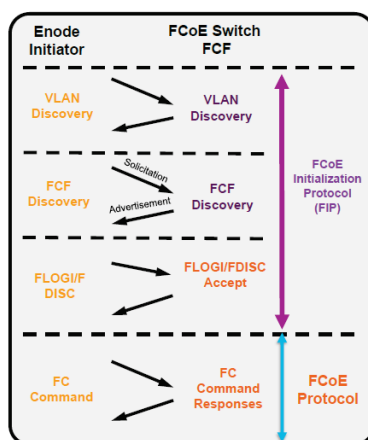 Enode
Initiator
FCoE Switch
FCF
VLAN
Discovery
VLAN
Discovery
FCoE
Initialization
Protocol
(FIP)
FCF
Discovery
Solicitation
Advertisement
FCF
Discovery
FLOGI/F
DISC
FLOGI/FDISC
Accept
FC
Command
FC
Command
Responses
FCoE
Protocol